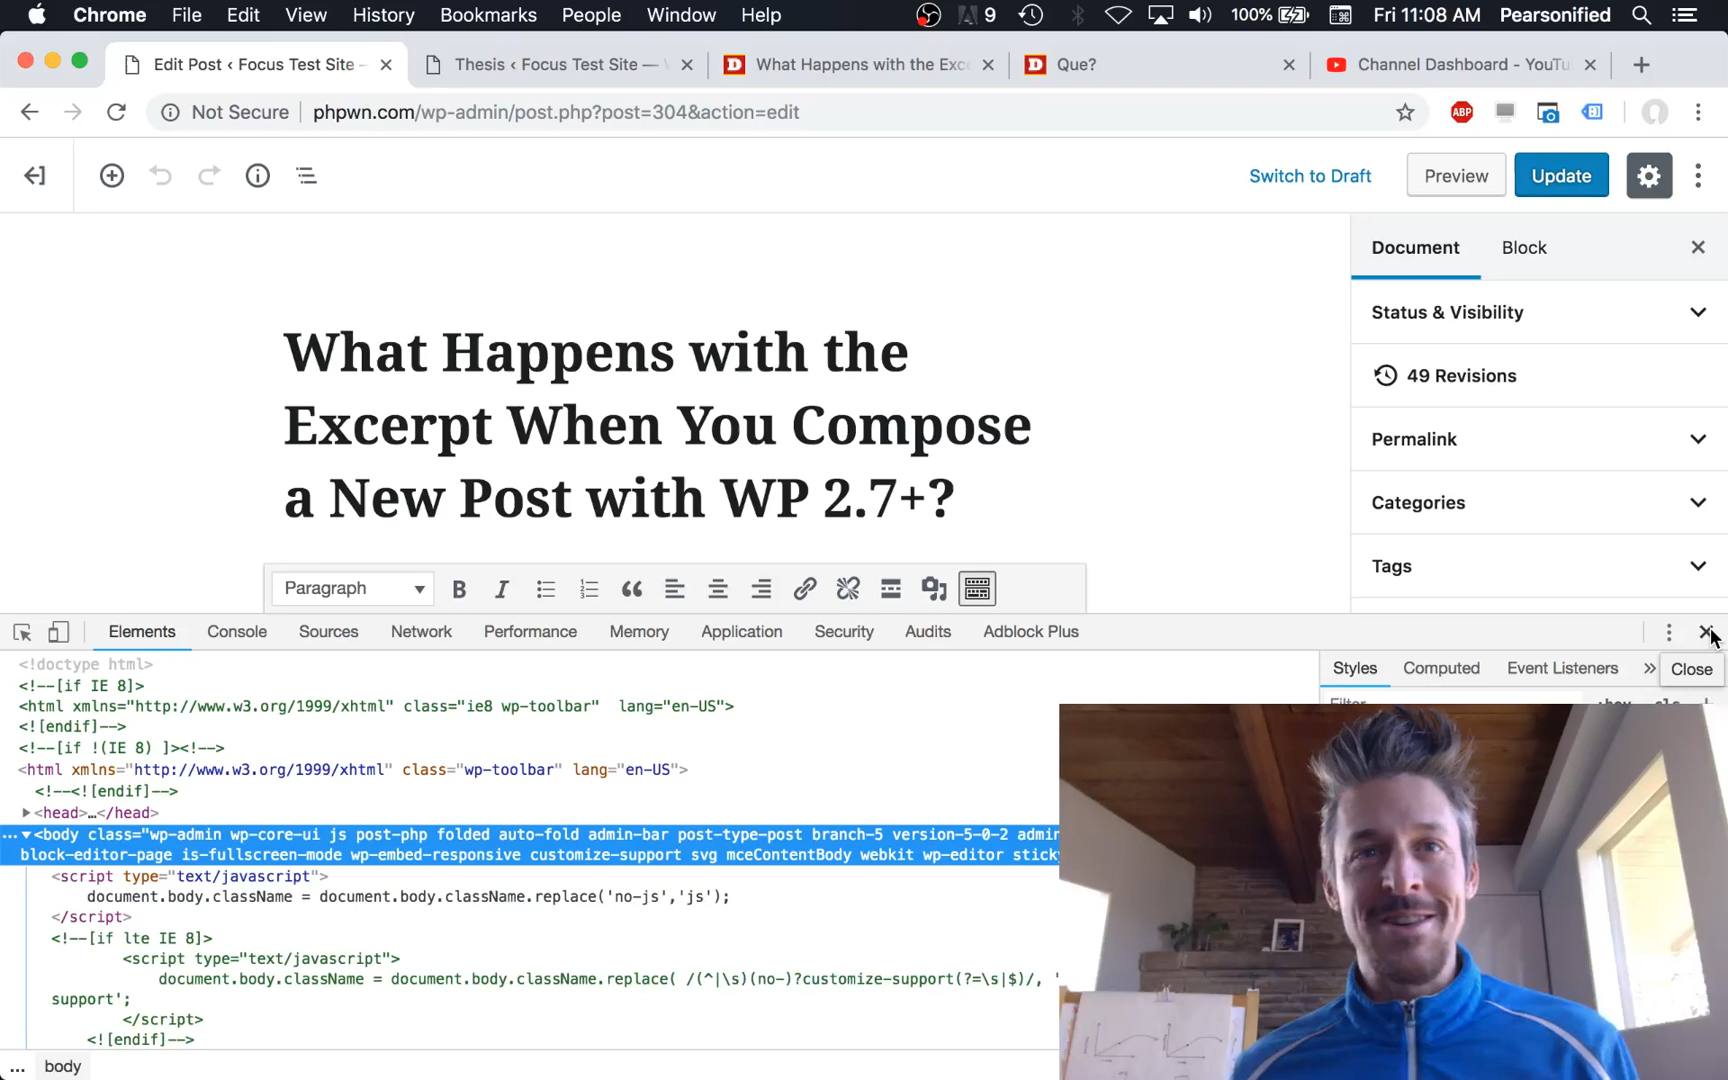 Chrome File Edit View History Bookmarks People Window Help 9 100% Fri 11:08 AM Pearsonified
Edit Post ‹ Focus Test Site – Thesis ‹ Focus Test Site — What Happens with the Exc Que? Channel Dashboard - YouTu
Not Secure phpwn.com/wp-admin/post.php?post=304&action=edit ABP
Switch to Draft Preview Update
Document Block
Status & Visibility
49 Revisions
Permalink
Categories
Tags
What Happens with the
Excerpt When You Compose
a New Post with WP 2.7+?
Paragraph B I
Elements Console Sources Network Performance Memory Application Security Audits Adblock Plus
Styles Computed Event Listeners » Close
Filter :hov .cls +
<!doctype html>
<!--[if IE 8]>
<html xmlns="http://www.w3.org/1999/xhtml" class="ie8 wp-toolbar"  lang="en-US">
<![endif]-->
<!--[if !(IE 8) ]><!-->
<html xmlns="http://www.w3.org/1999/xhtml" class="wp-toolbar" lang="en-US">
<!--<![endif]-->
<head>…</head>
… <body class="wp-admin wp-core-ui js post-php folded auto-fold admin-bar post-type-post branch-5 version-5-0-2 admin
block-editor-page is-fullscreen-mode wp-embed-responsive customize-support svg mceContentBody webkit wp-editor sticky
<script type="text/javascript">
document.body.className = document.body.className.replace('no-js','js');
</script>
<!--[if lte IE 8]>
<script type="text/javascript">
document.body.className = document.body.className.replace( /(^|\s)(no-)?customize-support(?=\s|$)/, '
support';
</script>
<![endif]-->
… body